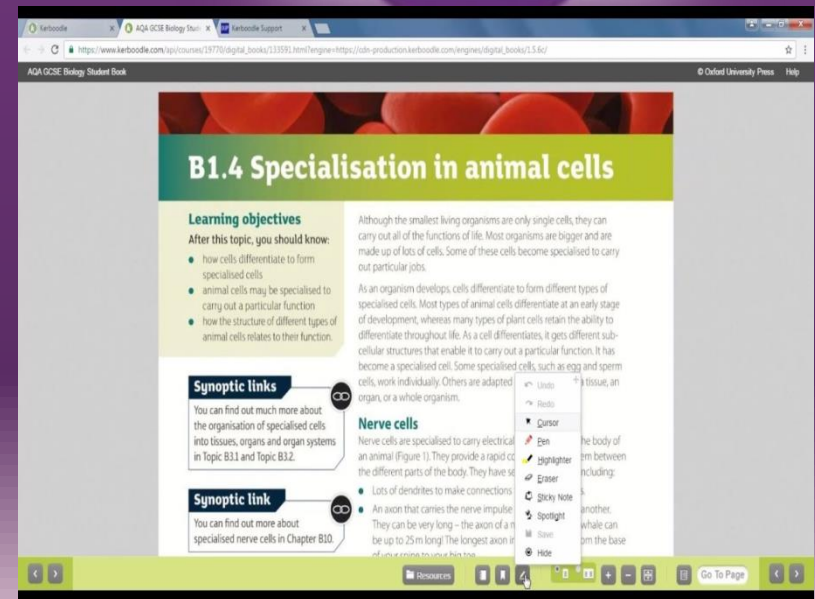 Kerboodle
AQA GCSE Biology Stude
Kerboodle Support
https://www.kerboodle.com/api/courses/19770/digital_books/133591.html?engine=https://cdn-production.kerboodle.com/engines/digital_books/1.5.6c/
AQA GCSE Biology Student Book
© Oxford University Press Help
B1.4 Specialisation in animal cells
Learning objectives
After this topic, you should know:
how cells differentiate to form
specialised cells
animal cells may be specialised to
carry out a particular function
how the structure of different types of
animal cells relates to their function.
Synoptic links
You can find out much more about
the organisation of specialised cells
into tissues, organs and organ systems
in Topic B3.1 and Topic B3.2.
Synoptic link
You can find out more about
specialised nerve cells in Chapter B10.
Although the smallest living organisms are only single cells, they can
carry out all of the functions of life. Most organisms are bigger and are
made up of lots of cells. Some of these cells become specialised to carry
out particular jobs.
As an organism develops, cells differentiate to form different types of
specialised cells. Most types of animal cells differentiate at an early stage
of development, whereas many types of plant cells retain the ability to
differentiate throughout life. As a cell differentiates, it gets different sub-
cellular structures that enable it to carry out a particular function. It has
become a specialised cell. Some specialised cells, such as egg and sperm
cells, work individually. Others are adapted a tissue, an
organ, or a whole organism.
Nerve cells
Nerve cells are specialised to carry electrical he body of
an animal (Figure 1). They provide a rapid co em between
the different parts of the body. They have se ncluding:
Lots of dendrites to make connections s.
An axon that carries the nerve impulse another.
They can be very long – the axon of a m whale can
be up to 25 m long! The longest axon in om the base
of your spine to your big toe.
Undo
Redo
Cursor
Pen
Highlighter
Eraser
Sticky Note
Spotlight
Save
Hide
Resources
Go To Page